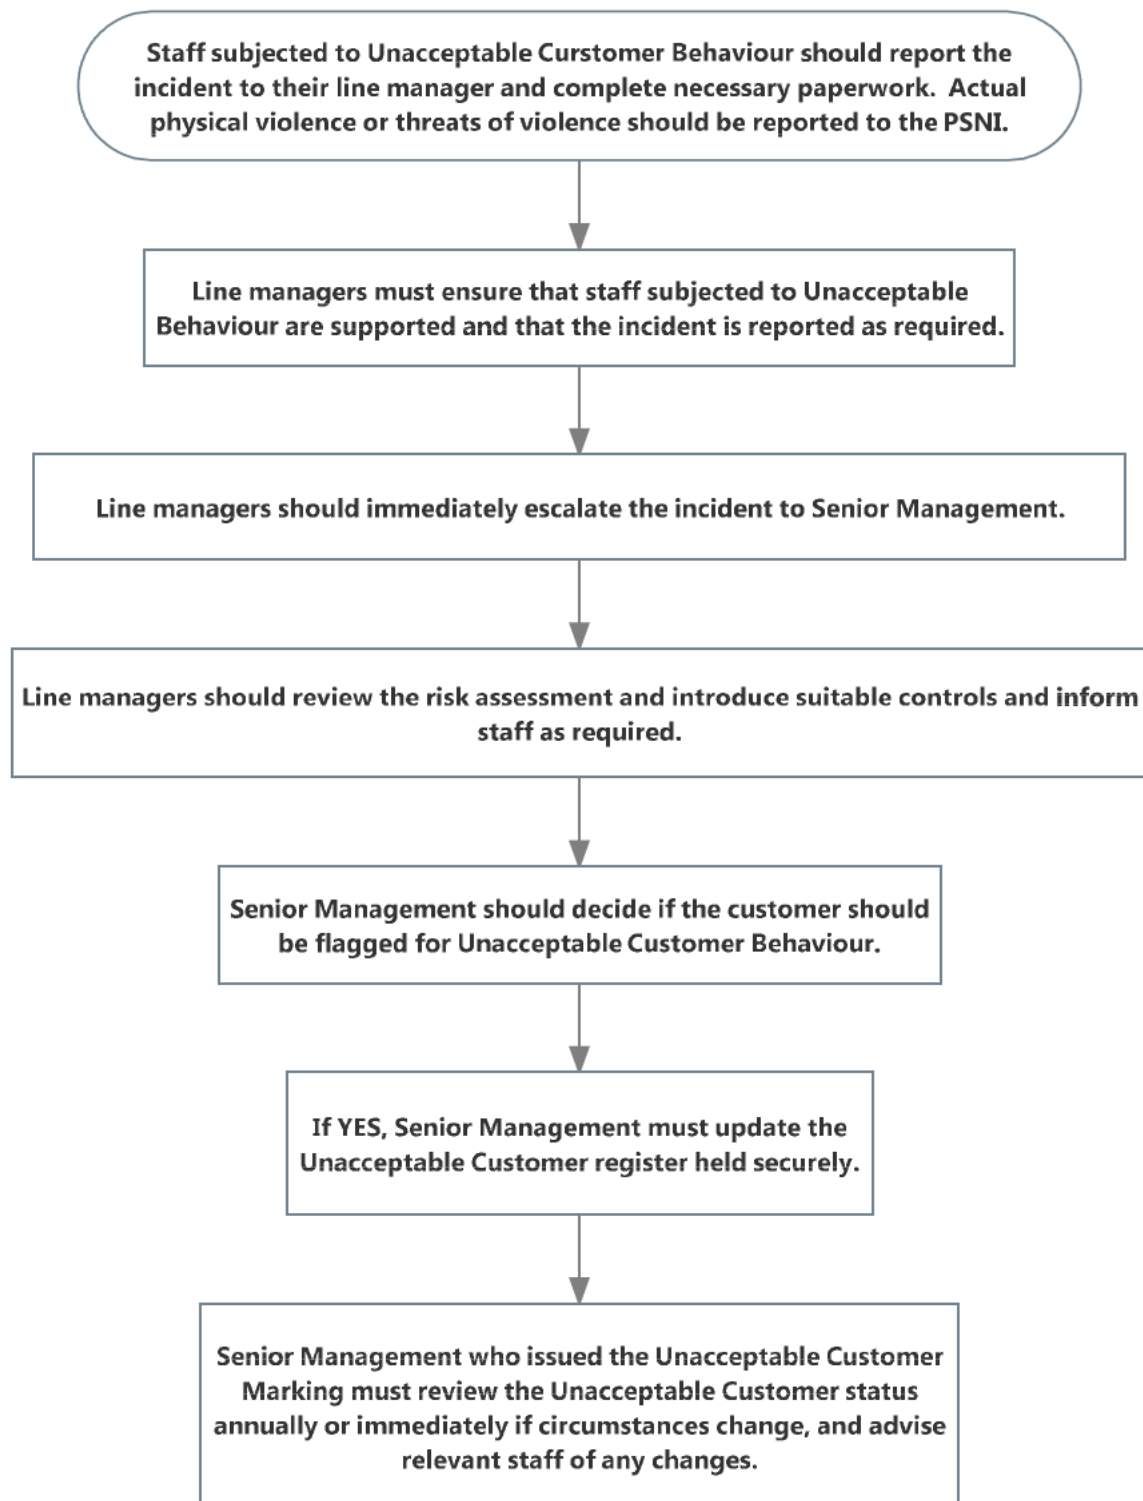 Staff subjected to Unacceptable Curstomer Behaviour should report the
incident to their line manager and complete necessary paperwork.  Actual
physical violence or threats of violence should be reported to the PSNI.
Line managers must ensure that staff subjected to Unacceptable
Behaviour are supported and that the incident is reported as required.
Line managers should immediately escalate the incident to Senior Management.
Line managers should review the risk assessment and introduce suitable controls and inform
staff as required.
Senior Management should decide if the customer should
be flagged for Unacceptable Customer Behaviour.
If YES, Senior Management must update the
Unacceptable Customer register held securely.
Senior Management who issued the Unacceptable Customer
Marking must review the Unacceptable Customer status
annually or immediately if circumstances change, and advise
relevant staff of any changes.